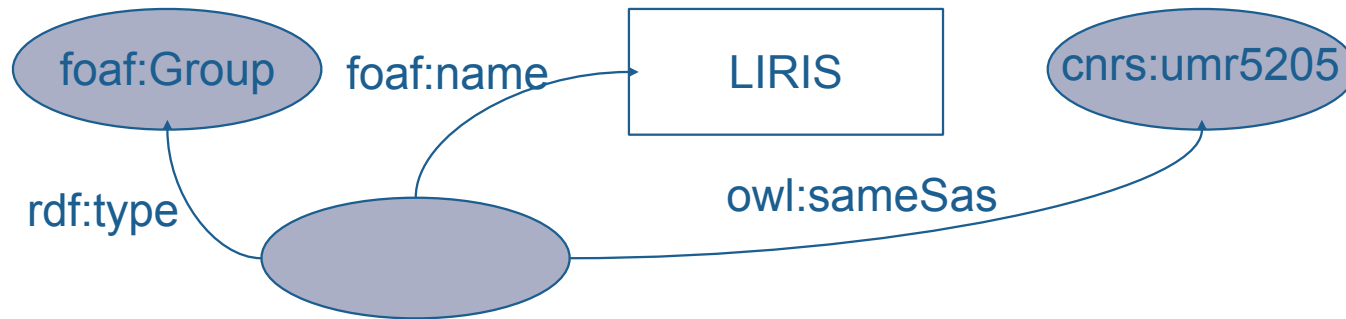 foaf:Group
foaf:name
LIRIS
cnrs:umr5205
rdf:type
owl:sameSas